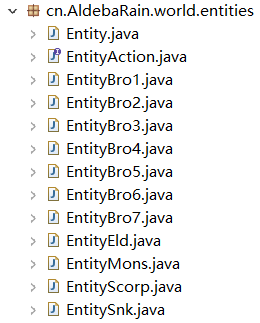 cn.AldebaRain.world.entities
Entity.java
EntityAction.java
EntityBro1.java
EntityBro2.java
EntityBro3.java
EntityBro4.java
EntityBro5.java
EntityBro6.java
EntityBro7.java
EntityEld.java
EntityMons.java
EntityScorp.java
EntitySnk.java